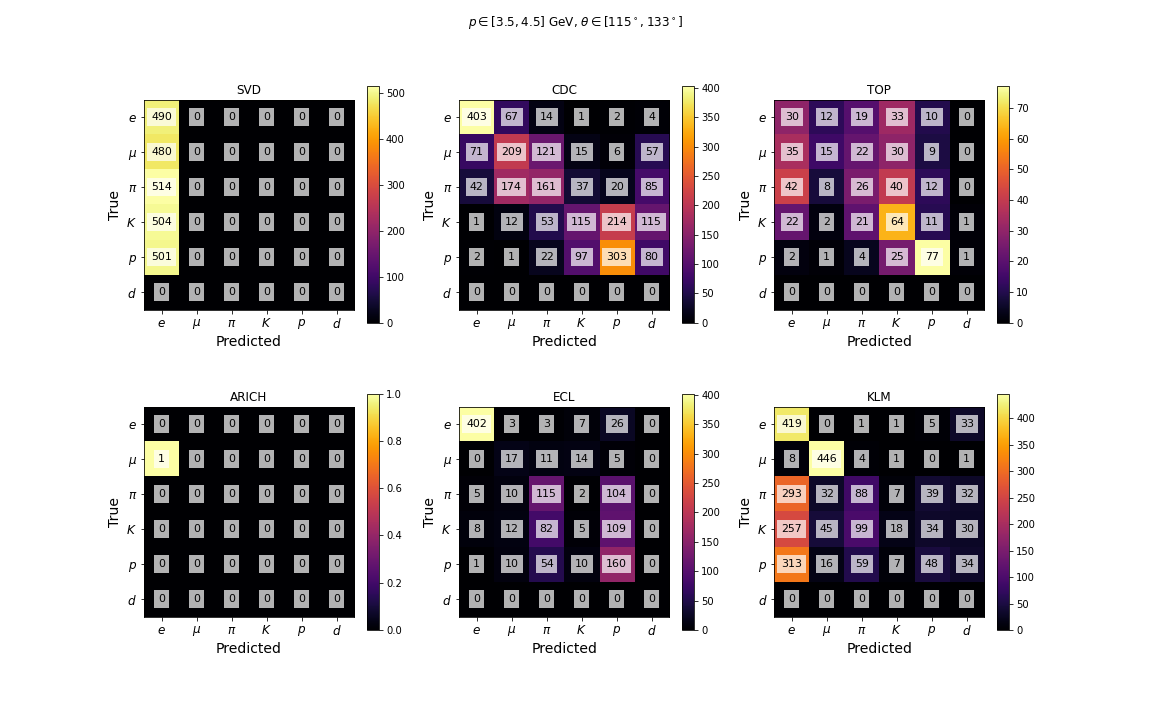 p ∈ [3.5, 4.5] GeV, θ ∈ [115°, 133°]
SVD
True
e 490 0 0 0 0 0
μ 480 0 0 0 0 0
π 514 0 0 0 0 0
K 504 0 0 0 0 0
p 501 0 0 0 0 0
d 0 0 0 0 0 0
e μ π K p d
Predicted
500
400
300
200
100
0
CDC
True
e 403 67 14 1 2 4
μ 71 209 121 15 6 57
π 42 174 161 37 20 85
K 1 12 53 115 214 115
p 2 1 22 97 303 80
d 0 0 0 0 0 0
e μ π K p d
Predicted
400
350
300
250
200
150
100
50
0
TOP
True
e 30 12 19 33 10 0
μ 35 15 22 30 9 0
π 42 8 26 40 12 0
K 22 2 21 64 11 1
p 2 1 4 25 77 1
d 0 0 0 0 0 0
e μ π K p d
Predicted
70
60
50
40
30
20
10
0
ARICH
True
e 0 0 0 0 0 0
μ 1 0 0 0 0 0
π 0 0 0 0 0 0
K 0 0 0 0 0 0
p 0 0 0 0 0 0
d 0 0 0 0 0 0
e μ π K p d
Predicted
1.0
0.8
0.6
0.4
0.2
0.0
ECL
True
e 402 3 3 7 26 0
μ 0 17 11 14 5 0
π 5 10 115 2 104 0
K 8 12 82 5 109 0
p 1 10 54 10 160 0
d 0 0 0 0 0 0
e μ π K p d
Predicted
400
350
300
250
200
150
100
50
0
KLM
True
e 419 0 1 1 5 33
μ 8 446 4 1 0 1
π 293 32 88 7 39 32
K 257 45 99 18 34 30
p 313 16 59 7 48 34
d 0 0 0 0 0 0
e μ π K p d
Predicted
400
350
300
250
200
150
100
50
0